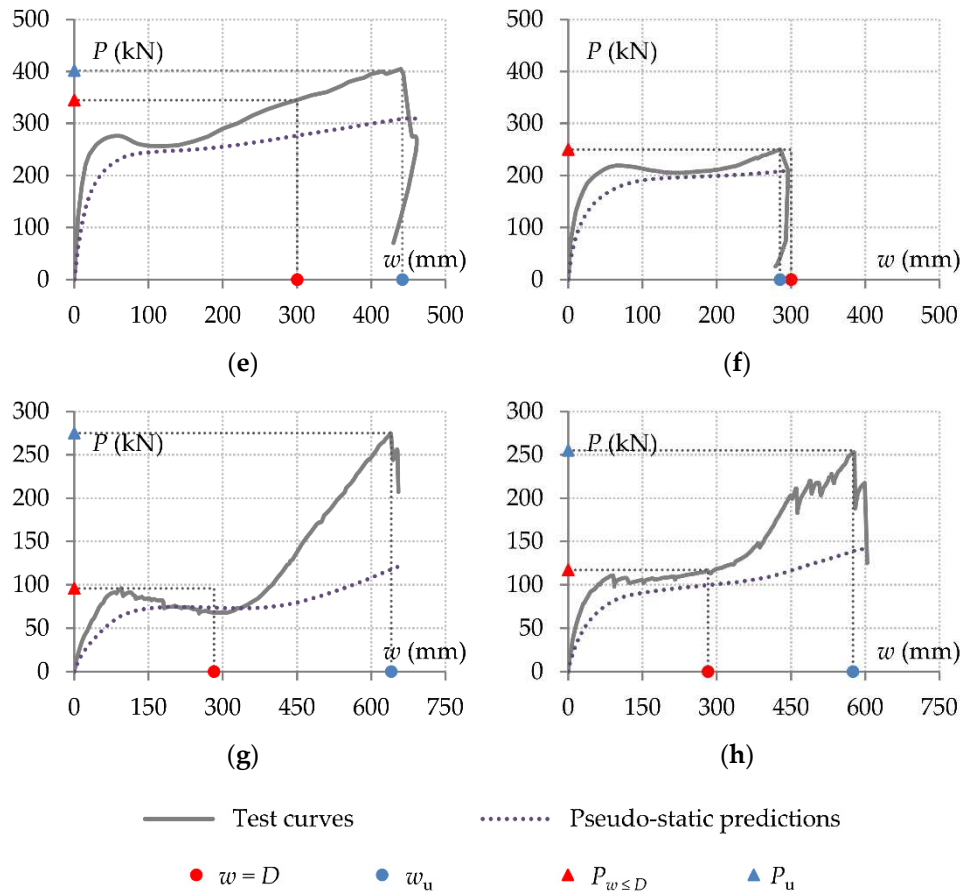 P (kN)
500
400
300
200
100
0
w (mm)
0 100 200 300 400 500
(e)
P (kN)
500
400
300
200
100
0
w (mm)
0 100 200 300 400 500
(f)
300
P (kN)
250
200
150
100
50
0
w (mm)
0 150 300 450 600 750
(g)
300
P (kN)
250
200
150
100
50
0
w (mm)
0 150 300 450 600 750
(h)
Test curves Pseudo-static predictions
w = D wu Pw ≤ D Pu